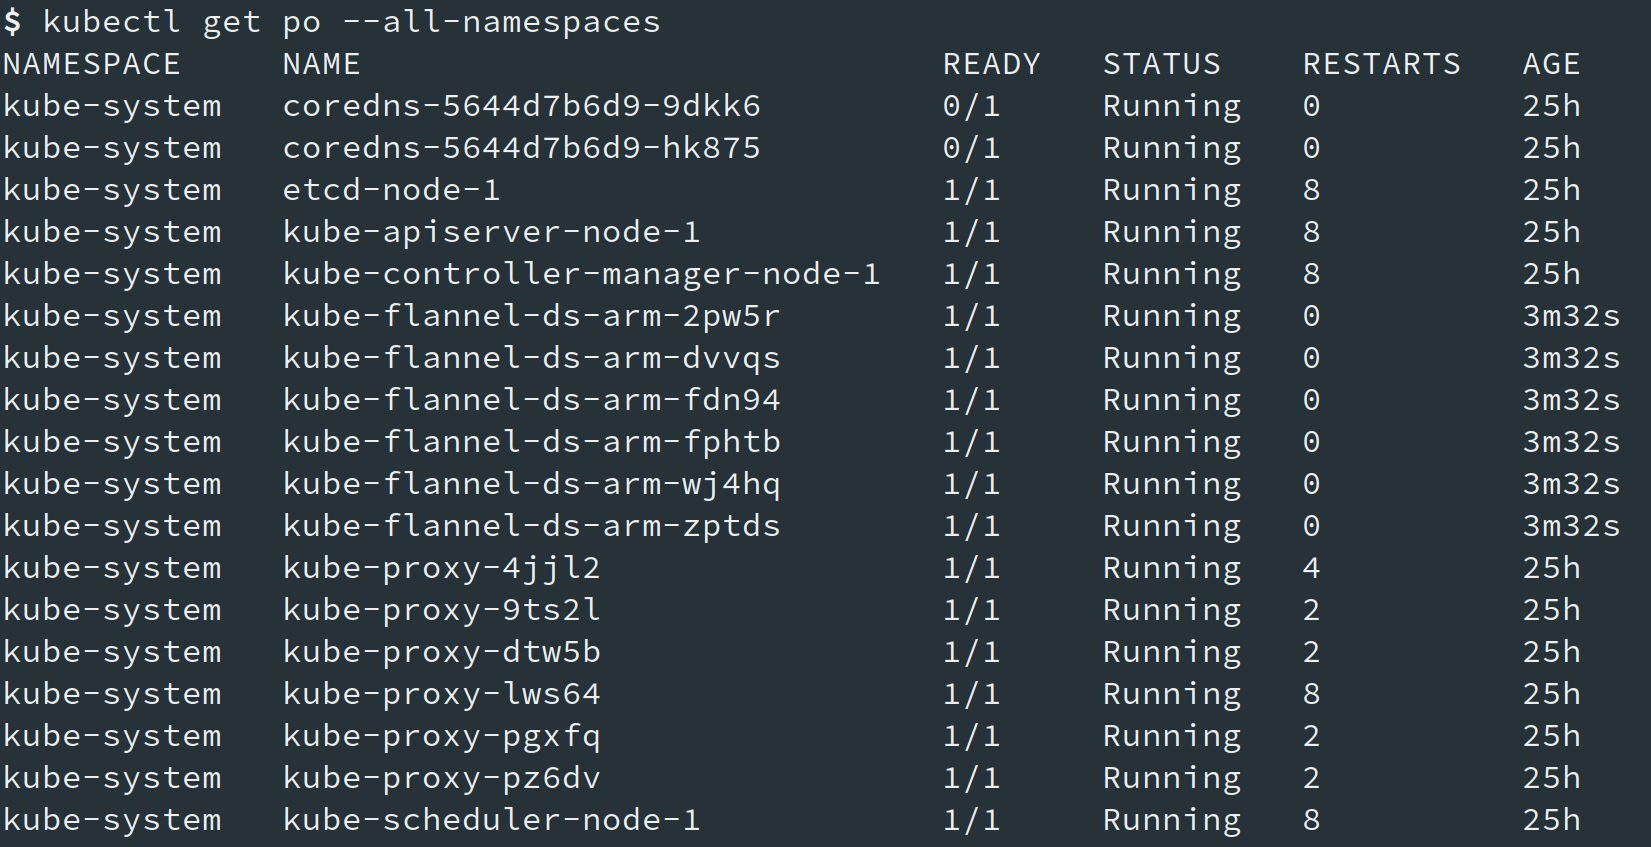 $ kubectl get po --all-namespaces
NAMESPACE NAME READY STATUS RESTARTS AGE
kube-system coredns-5644d7b6d9-9dkk6 0/1 Running 0 25h
kube-system coredns-5644d7b6d9-hk875 0/1 Running 0 25h
kube-system etcd-node-1 1/1 Running 8 25h
kube-system kube-apiserver-node-1 1/1 Running 8 25h
kube-system kube-controller-manager-node-1 1/1 Running 8 25h
kube-system kube-flannel-ds-arm-2pw5r 1/1 Running 0 3m32s
kube-system kube-flannel-ds-arm-dvvqs 1/1 Running 0 3m32s
kube-system kube-flannel-ds-arm-fdn94 1/1 Running 0 3m32s
kube-system kube-flannel-ds-arm-fphtb 1/1 Running 0 3m32s
kube-system kube-flannel-ds-arm-wj4hq 1/1 Running 0 3m32s
kube-system kube-flannel-ds-arm-zptds 1/1 Running 0 3m32s
kube-system kube-proxy-4jjl2 1/1 Running 4 25h
kube-system kube-proxy-9ts2l 1/1 Running 2 25h
kube-system kube-proxy-dtw5b 1/1 Running 2 25h
kube-system kube-proxy-lws64 1/1 Running 8 25h
kube-system kube-proxy-pgxfq 1/1 Running 2 25h
kube-system kube-proxy-pz6dv 1/1 Running 2 25h
kube-system kube-scheduler-node-1 1/1 Running 8 25h